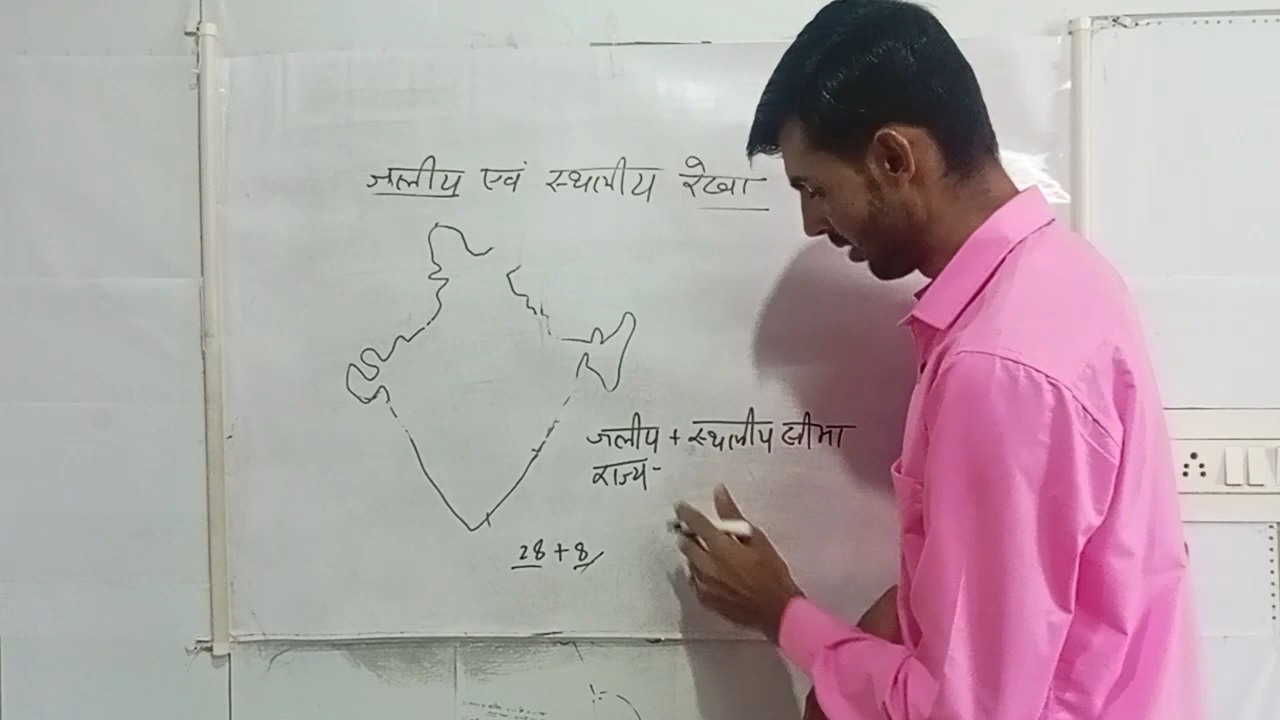 जलीय एवं स्थलीय रेखा
जलीय + स्थलीय सीमा
राज्य -
28 + 8